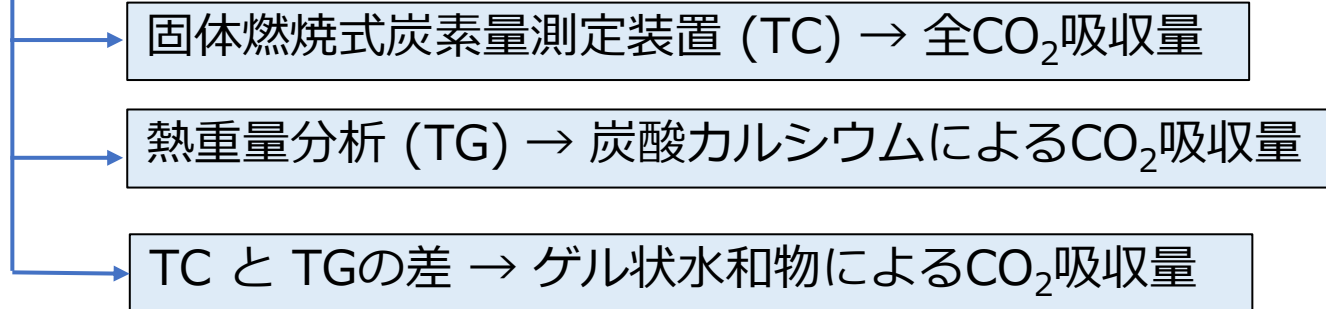 固体燃焼式炭素量測定装置 (TC) → 全CO₂吸収量
熱重量分析 (TG) → 炭酸カルシウムによるCO₂吸収量
TC と TGの差 → ゲル状水和物によるCO₂吸収量